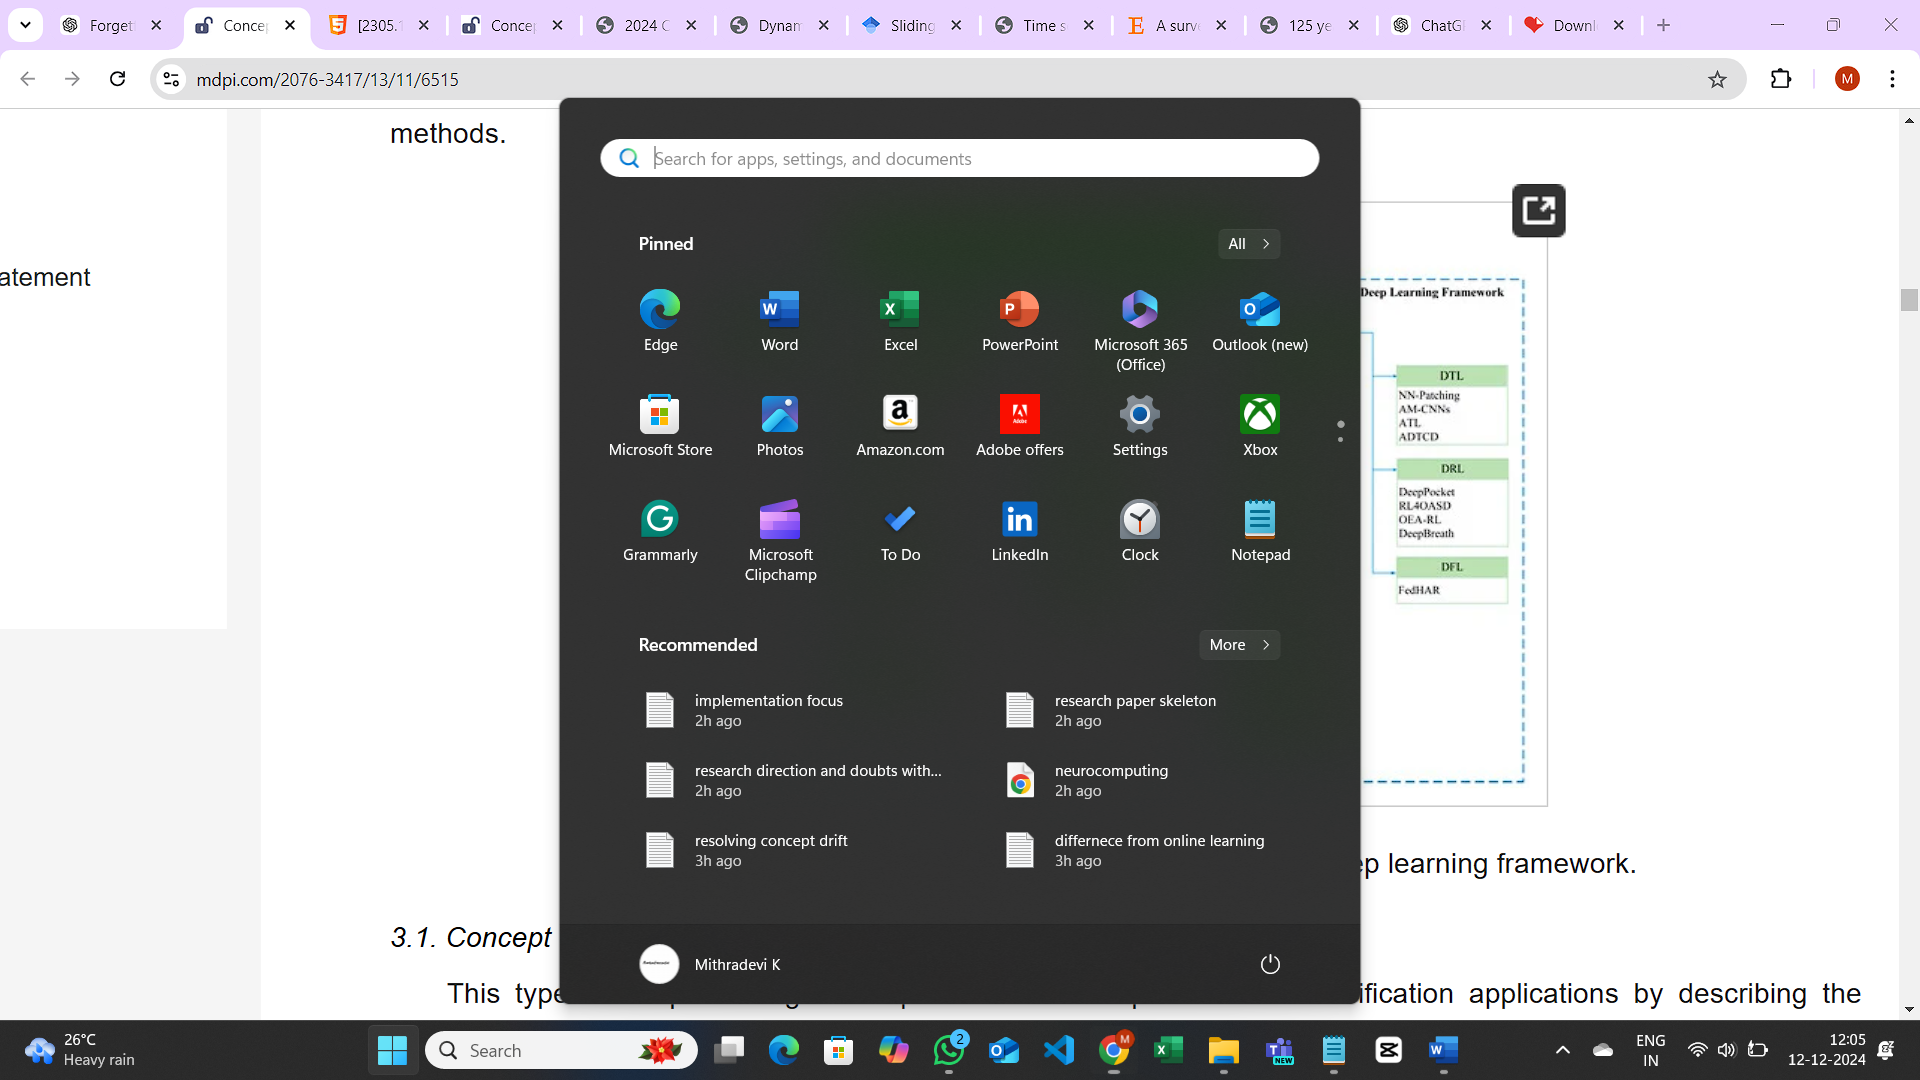 Forget
Conce
[2305.1
Conce
2024 C
Dynam
Sliding
Time s
A surv
125 ye
ChatG
Downl
mdpi.com/2076-3417/13/11/6515
M
methods.
atement
Search for apps, settings, and documents
Pinned
All
Edge
Word
Excel
PowerPoint
Microsoft 365
(Office)
Outlook (new)
Microsoft Store
Photos
Amazon.com
Adobe offers
Settings
Xbox
Grammarly
Microsoft
Clipchamp
To Do
LinkedIn
Clock
Notepad
Recommended
More
implementation focus
2h ago
research paper skeleton
2h ago
research direction and doubts with...
2h ago
neurocomputing
2h ago
resolving concept drift
3h ago
differnece from online learning
3h ago
Mithradevi K
Deep Learning Framework
DTL
NN-Patching
AM-CNNs
ATL
ADTCD
DRL
DeepPocket
RL4OASD
OEA-RL
DeepBreath
DFL
FedHAR
ep learning framework.
3.1. Concept
This type
ification applications by describing the
26°C
Heavy rain
Search
2
M
NEW
ENG
IN
12:05
12-12-2024